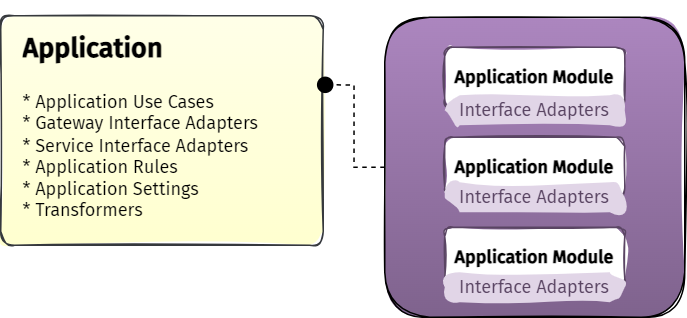 Application
* Application Use Cases
* Gateway Interface Adapters
* Service Interface Adapters
* Application Rules
* Application Settings
* Transformers
Application Module
Interface Adapters
Application Module
Interface Adapters
Application Module
Interface Adapters